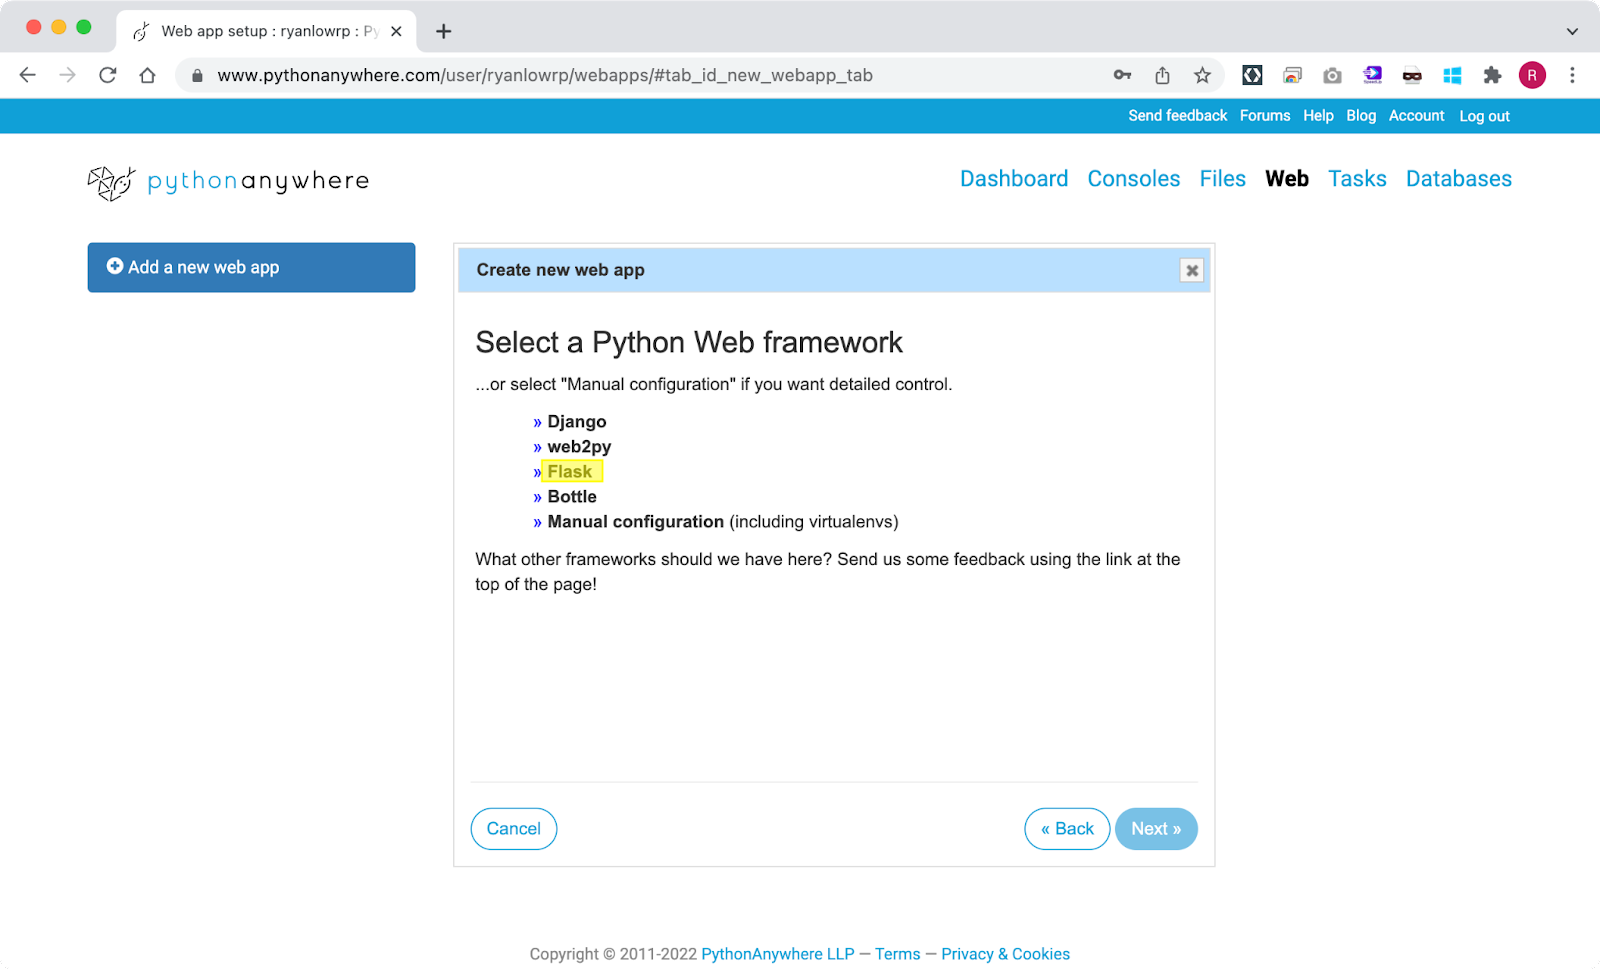 Web app setup : ryanlowrp : Py
www.pythonanywhere.com/user/ryanlowrp/webapps/#tab_id_new_webapp_tab
R
Send feedback Forums Help Blog Account Log out
pythonanywhere
Dashboard Consoles Files Web Tasks Databases
Add a new web app
Create new web app
Select a Python Web framework
...or select "Manual configuration" if you want detailed control.
» Django
» web2py
» Flask
» Bottle
» Manual configuration (including virtualenvs)
What other frameworks should we have here? Send us some feedback using the link at the
top of the page!
Cancel
« Back Next »
Copyright © 2011-2022 PythonAnywhere LLP — Terms — Privacy & Cookies